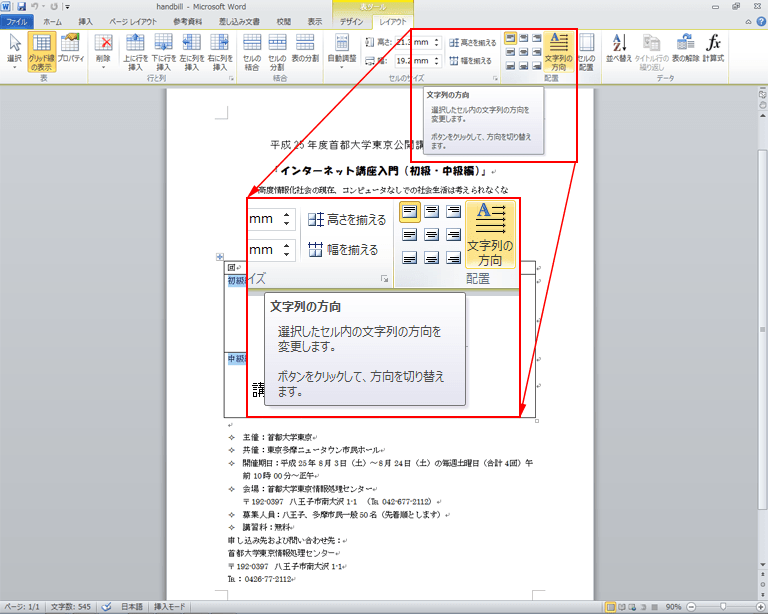 handbill - Microsoft Word
表ツール
ファイル ホーム 挿入 ページ レイアウト 参考資料 差し込み文書 校閲 表示 デザイン レイアウト
選択
グリッド線の表示
プロパティ
表
削除
上に行を挿入
下に行を挿入
左に列を挿入
右に列を挿入
行と列
セルの結合
セルの分割
表の分割
結合
自動調整
高さ: 21.3 mm
幅: 19.2 mm
高さを揃える
幅を揃える
セルのサイズ
文字列の方向
セルの配置
配置
並べ替え
タイトル行の繰り返し
表の解除
計算式
データ
文字列の方向
選択したセル内の文字列の方向を
変更します。
ボタンをクリックして、方向を切り替え
ます。
平成 25 年度首都大学東京公開講
「インターネット講座入門（初級・中級編）」
高度情報化社会の現在、コンピュータなしでの社会生活は考えられなくな
mm
高さを揃える
mm
幅を揃える
文字列の
方向
イズ
配置
文字列の方向
選択したセル内の文字列の方向を
変更します。
ボタンをクリックして、方向を切り替え
ます。
回
初級
中級
講
主催：首都大学東京
共催：東京多摩ニュータウン市民ホール
開催期日：平成 25 年 8 月 3 日（土）～8 月 24 日（土）の毎週土曜日（合計 4 回）午
前 10 時 00 分～正午
会場：首都大学東京情報処理センター
〒192-0397 八王子市南大沢 1-1 （℡ 042-677-2112）
募集人員：八王子、多摩市民一般 50 名（先着順とします）
講習料：無料
申し込み先および問い合わせ先：
首都大学東京情報処理センター
〒192-0397 八王子市南大沢 1-1
℡：0426-77-2112
ページ: 1/1 文字数: 545 日本語 挿入モード 90%